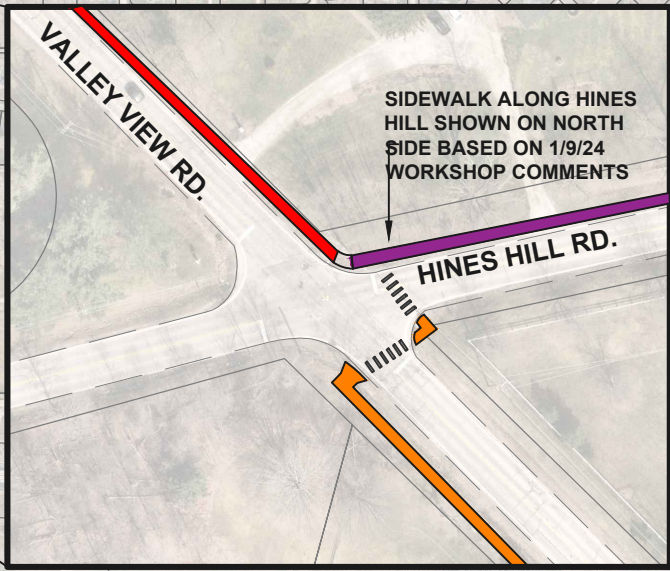 VALLEY VIEW RD.
SIDEWALK ALONG HINES
HILL SHOWN ON NORTH
SIDE BASED ON 1/9/24
WORKSHOP COMMENTS
HINES HILL RD.